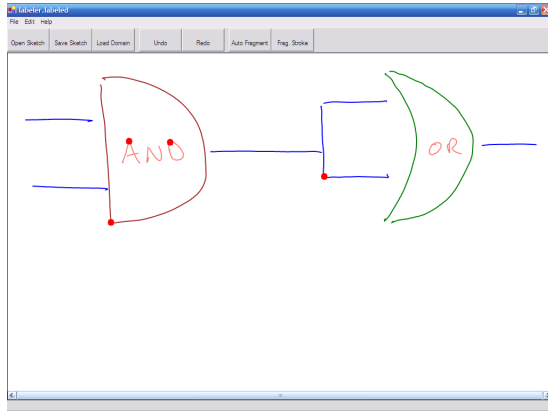 labeler.labeled
File Edit Help
Open Sketch Save Sketch Load Domain Undo Redo Auto Fragment Frag. Stroke
AND OR